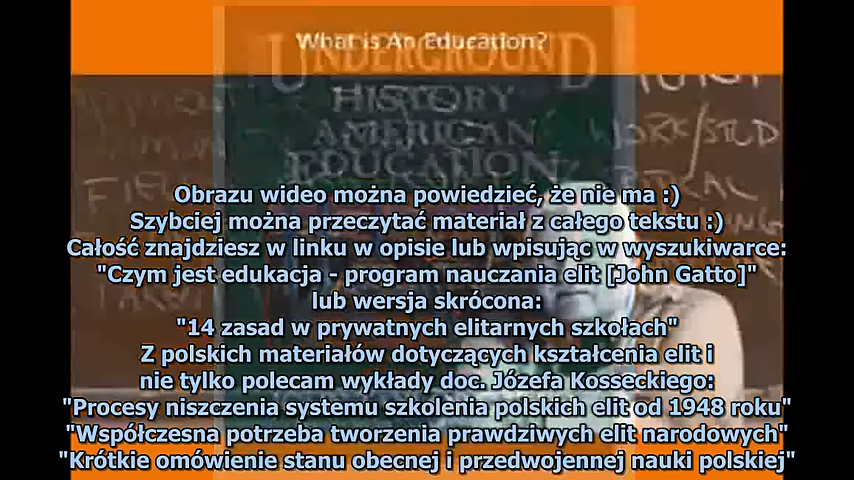 What is An Education?
UNDERGROUND
HISTORY
AMERICAN
EDUCATION
WORK/STUD
FIEL
Obrazu wideo można powiedzieć, że nie ma :)
Szybciej można przeczytać materiał z całego tekstu :)
Całość znajdziesz w linku w opisie lub wpisując w wyszukiwarce:
"Czym jest edukacja - program nauczania elit [John Gatto]"
lub wersja skrócona:
"14 zasad w prywatnych elitarnych szkołach"
Z polskich materiałów dotyczących kształcenia elit i
nie tylko polecam wykłady doc. Józefa Kosseckiego:
"Procesy niszczenia systemu szkolenia polskich elit od 1948 roku"
"Współczesna potrzeba tworzenia prawdziwych elit narodowych"
"Krótkie omówienie stanu obecnej i przedwojennej nauki polskiej"